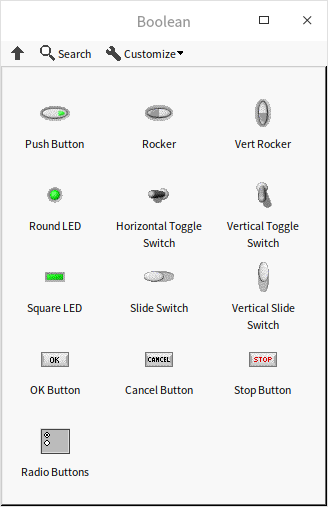 Boolean
Search Customize
Push Button Rocker Vert Rocker
Round LED Horizontal Toggle Switch Vertical Toggle Switch
Square LED Slide Switch Vertical Slide Switch
OK CANCEL STOP
OK Button Cancel Button Stop Button
Radio Buttons